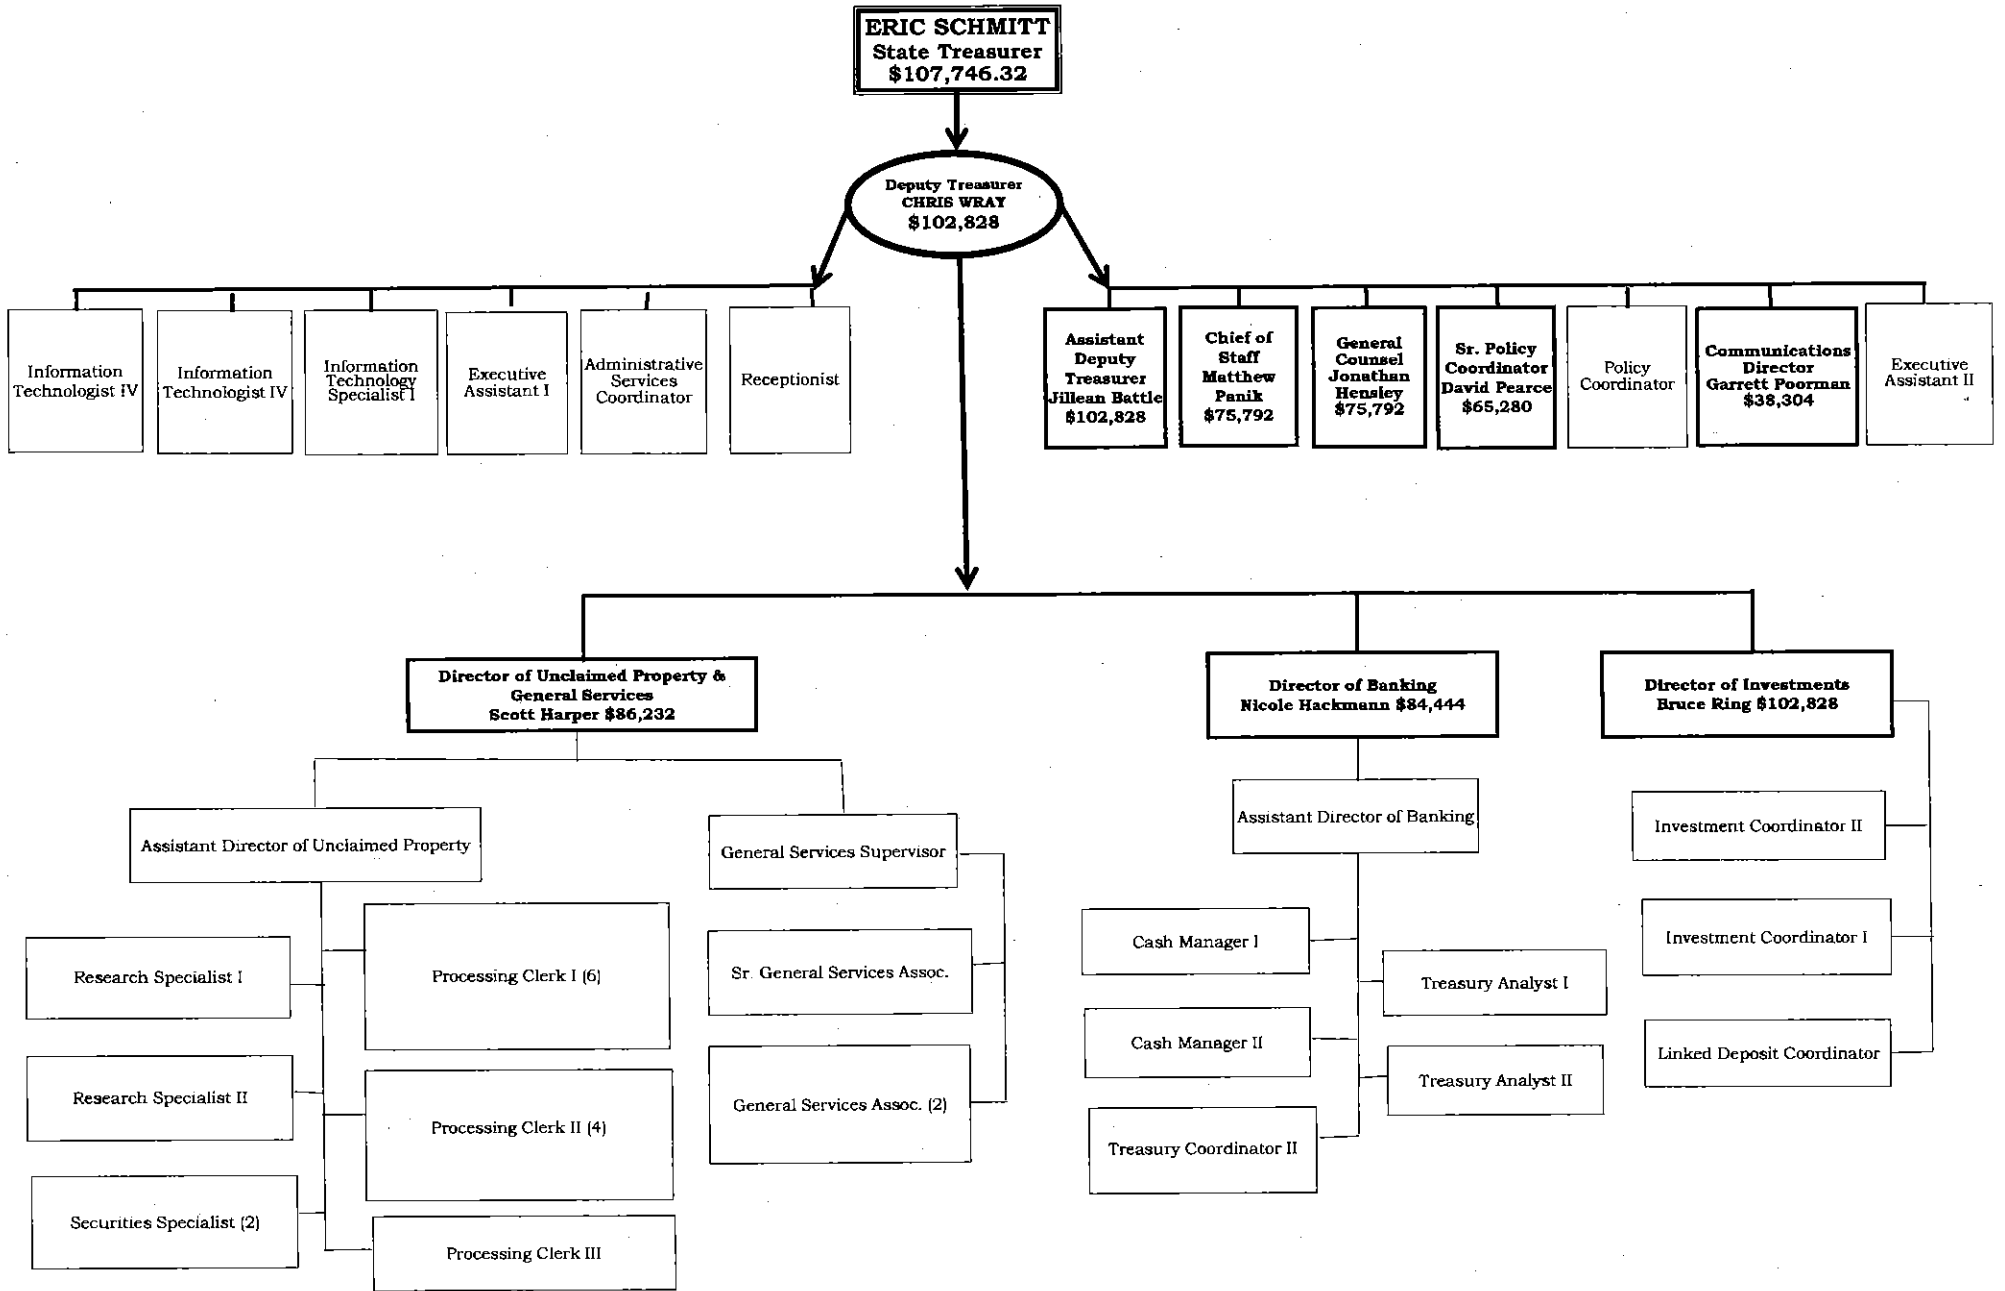 ERIC SCHMITT
State Treasurer
$107,746.32
Deputy Treasurer
CHRIS WRAY
$102,828
Information
Technologist IV
Information
Technologist IV
Information
Technology
Specialist I
Executive
Assistant I
Administrative
Services
Coordinator
Receptionist
Assistant
Deputy
Treasurer
Jillean Battle
$102,828
Chief of
Staff
Matthew
Panik
$75,792
General
Counsel
Jonathan
Hensley
$75,792
Sr. Policy
Coordinator
David Pearce
$65,280
Policy
Coordinator
Communications
Director
Garrett Poorman
$38,304
Executive
Assistant II
Director of Unclaimed Property &
General Services
Scott Harper $86,232
Director of Banking
Nicole Hackmann $84,444
Director of Investments
Bruce Ring $102,828
Assistant Director of Unclaimed Property
General Services Supervisor
Assistant Director of Banking
Investment Coordinator II
Research Specialist I
Processing Clerk I (6)
Sr. General Services Assoc.
Cash Manager I
Treasury Analyst I
Investment Coordinator I
Research Specialist II
Processing Clerk II (4)
General Services Assoc. (2)
Cash Manager II
Treasury Analyst II
Linked Deposit Coordinator
Securities Specialist (2)
Processing Clerk III
Treasury Coordinator II